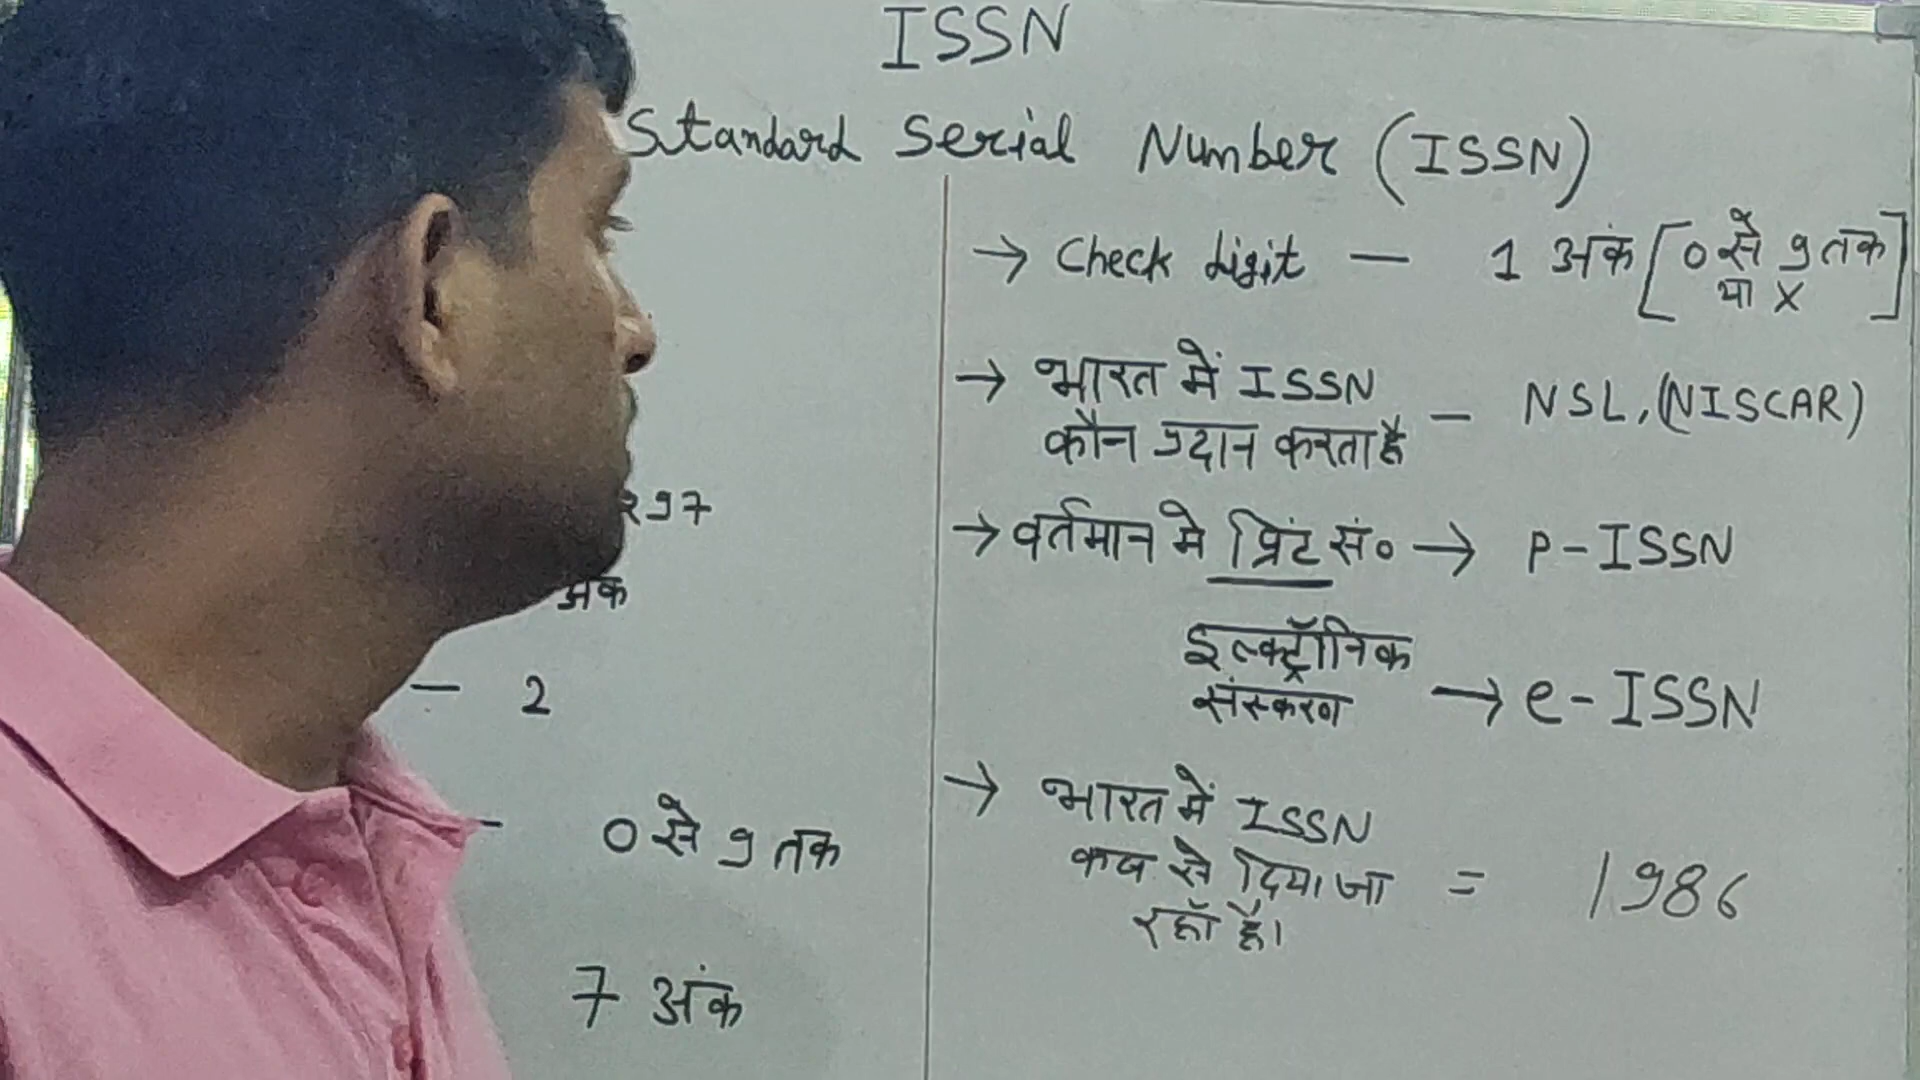 ISSN
Standard Serial Number (ISSN)
297
अंक
— 2
- 0 से 9 तक
7 अंक
→ Check digit — 1 अंक [0 से 9 तक
या X]
→ भारत में ISSN
कौन प्रदान करता है — NSL, (NISCAR)
→ वर्तमान मे प्रिंट सं० → P-ISSN
इल्क्ट्रॉनिक
संस्करण → e-ISSN
→ भारत में ISSN
कब से दिया जा = 1986
रहाँ है।